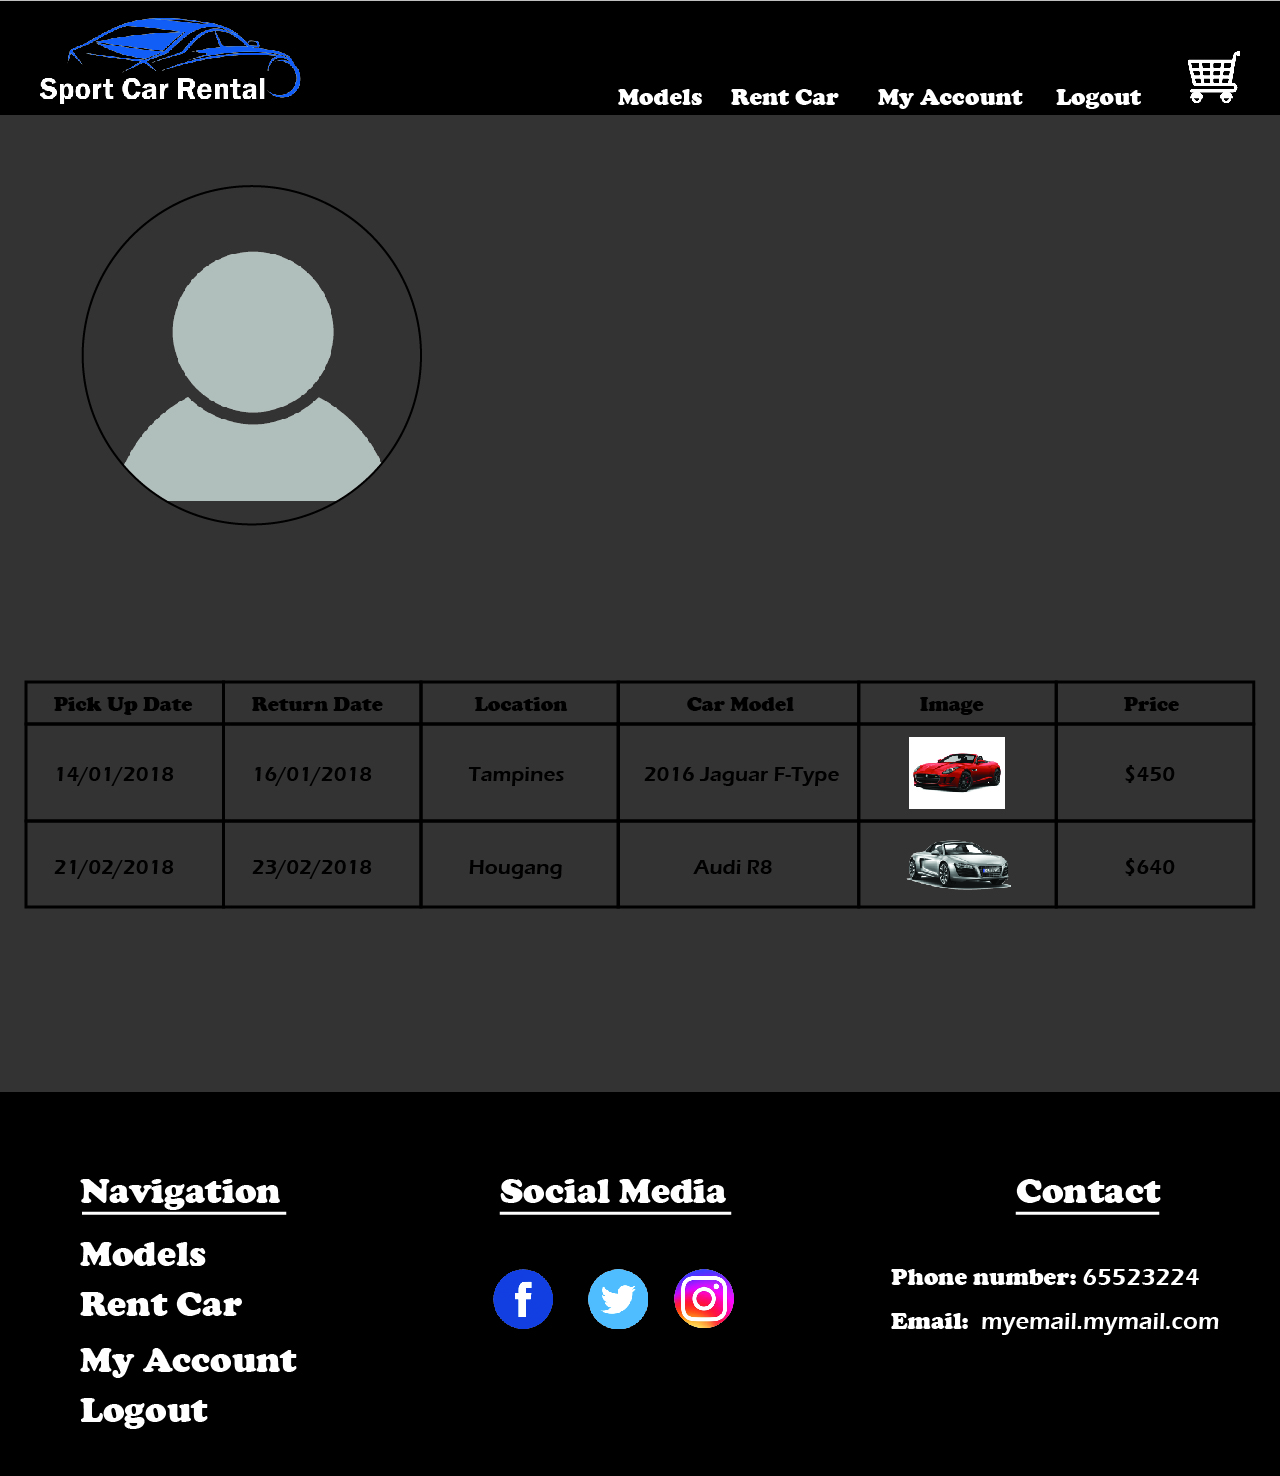 Sport Car Rental
Models Rent Car My Account Logout
Pick Up Date Return Date Location Car Model Image Price
14/01/2018 16/01/2018 Tampines 2016 Jaguar F-Type $450
21/02/2018 23/02/2018 Hougang Audi R8 $640
Navigation Social Media Contact
Models
Rent Car
My Account
Logout
Phone number: 65523224
Email: myemail.mymail.com